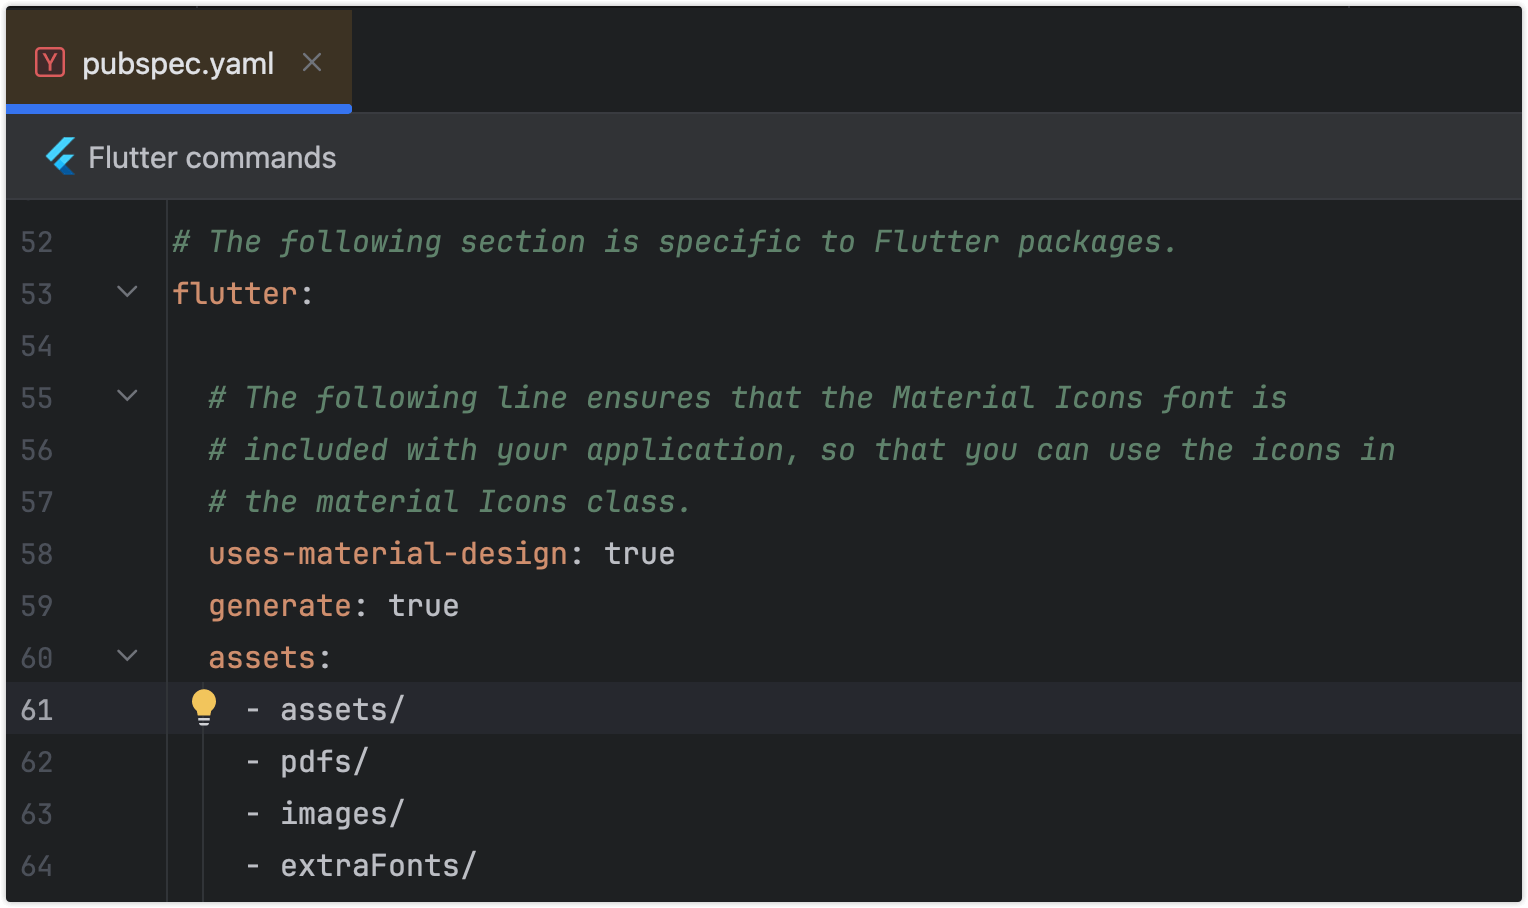 pubspec.yaml
Flutter commands
52 # The following section is specific to Flutter packages.
53 flutter:
54
55 # The following line ensures that the Material Icons font is
56 # included with your application, so that you can use the icons in
57 # the material Icons class.
58 uses-material-design: true
59 generate: true
60 assets:
61 - assets/
62 - pdfs/
63 - images/
64 - extraFonts/